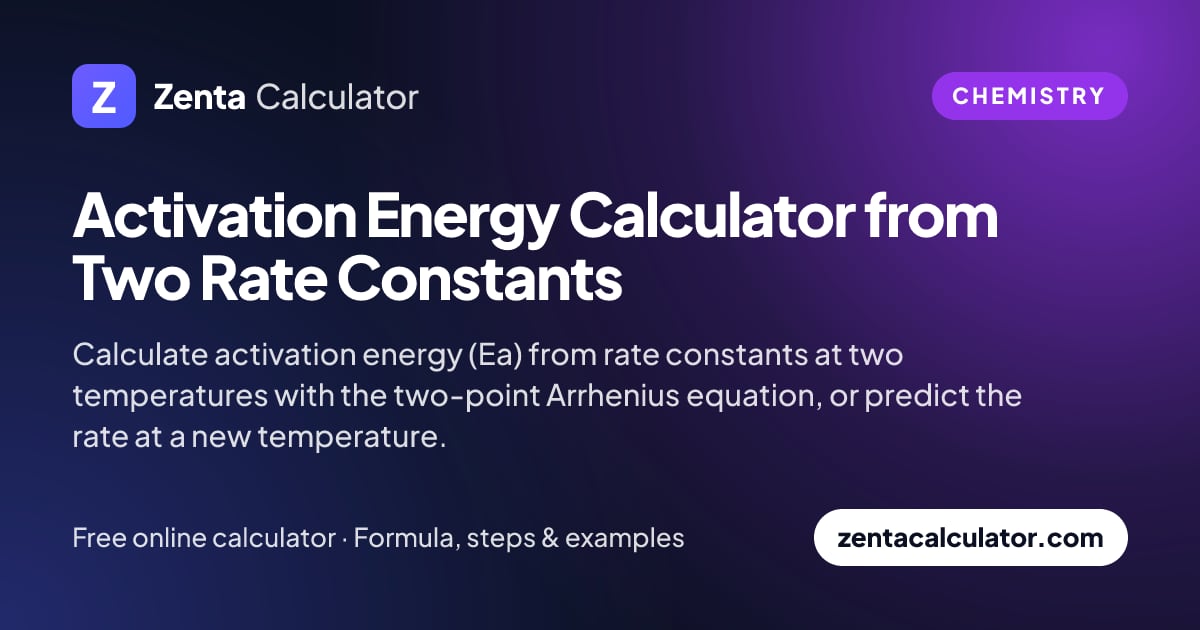 Z
Zenta Calculator
CHEMISTRY
Activation Energy Calculator from
Two Rate Constants
Calculate activation energy (Ea) from rate constants at two
temperatures with the two-point Arrhenius equation, or predict the
rate at a new temperature.
Free online calculator · Formula, steps & examples
zentacalculator.com